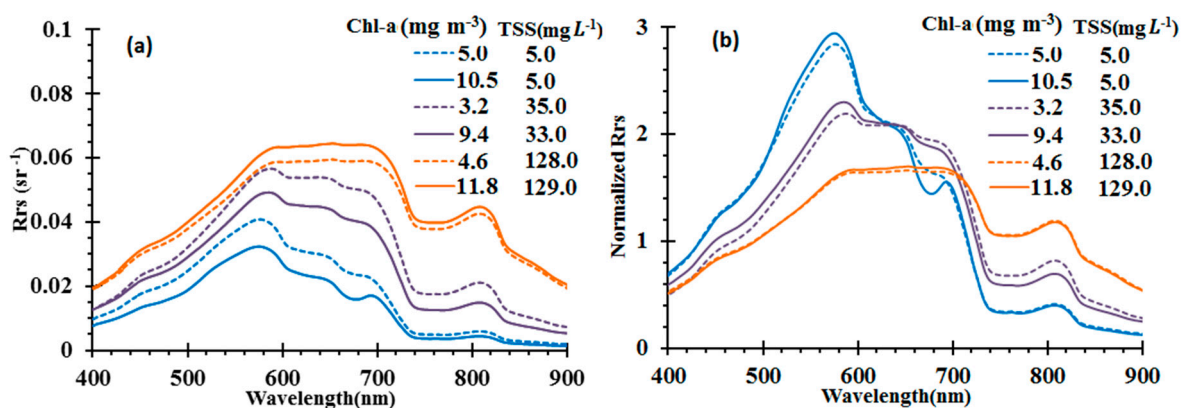 (a)
Chl-a (mg m⁻³) TSS(mg L⁻¹)
5.0 5.0
10.5 5.0
3.2 35.0
9.4 33.0
4.6 128.0
11.8 129.0
0.1
0.08
0.06
0.04
0.02
0
Rrs (sr⁻¹)
400 500 600 700 800 900
Wavelength(nm)
(b)
Chl-a (mg m⁻³) TSS(mg L⁻¹)
5.0 5.0
10.5 5.0
3.2 35.0
9.4 33.0
4.6 128.0
11.8 129.0
3
2
1
0
Normalized Rrs
400 500 600 700 800 900
Wavelength(nm)